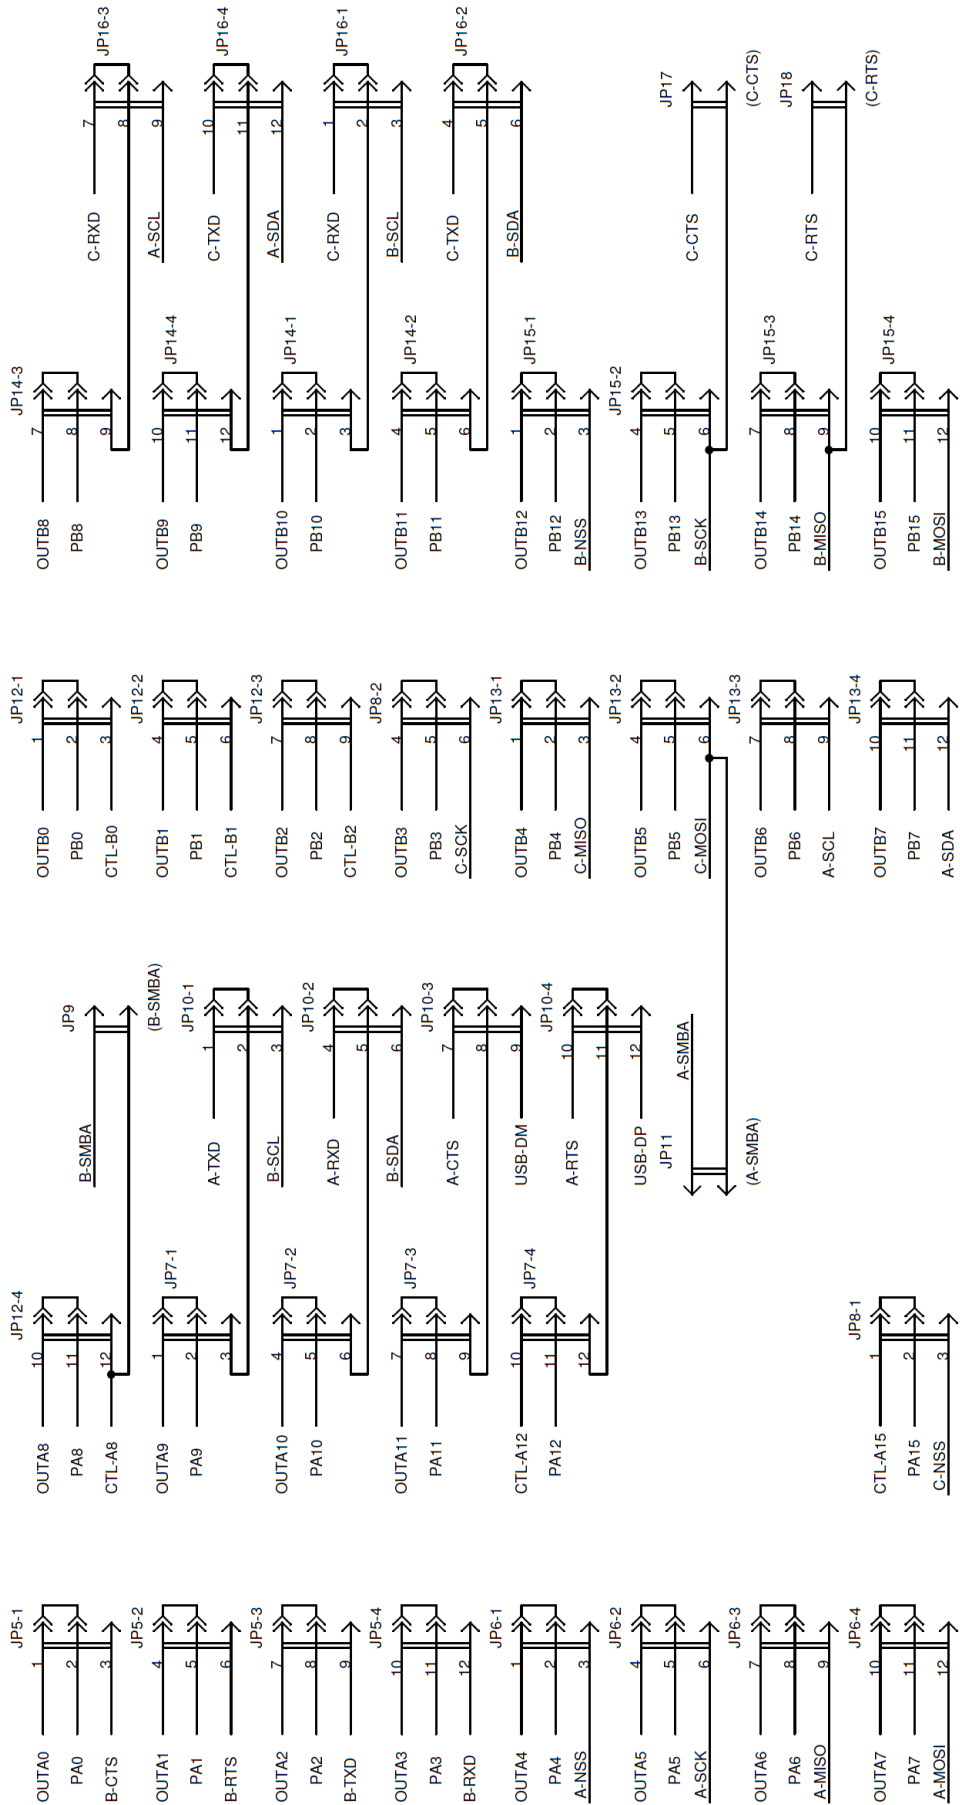 JP5-1
OUTA0 1
PA0 2
B-CTS 3
JP5-2
OUTA1 4
PA1 5
B-RTS 6
JP5-3
OUTA2 7
PA2 8
B-TXD 9
JP5-4
OUTA3 10
PA3 11
B-RXD 12
JP6-1
OUTA4 1
PA4 2
A-NSS 3
JP6-2
OUTA5 4
PA5 5
A-SCK 6
JP6-3
OUTA6 7
PA6 8
A-MISO 9
JP6-4
OUTA7 10
PA7 11
A-MOSI 12
JP12-4
OUTA8 10
PA8 11
CTL-A8 12
JP7-1
OUTA9 1
PA9 2
3
JP7-2
OUTA10 4
PA10 5
6
JP7-3
OUTA11 7
PA11 8
9
JP7-4
CTL-A12 10
PA12 11
12
JP8-1
CTL-A15 1
PA15 2
C-NSS 3
JP9
B-SMBA
(B-SMBA)
JP10-1
A-TXD 1
2
B-SCL 3
JP10-2
A-RXD 4
5
B-SDA 6
JP10-3
A-CTS 7
8
USB-DM 9
JP10-4
A-RTS 10
11
USB-DP 12
JP11
A-SMBA
(A-SMBA)
JP12-1
OUTB0 1
PB0 2
CTL-B0 3
JP12-2
OUTB1 4
PB1 5
CTL-B1 6
JP12-3
OUTB2 7
PB2 8
CTL-B2 9
JP8-2
OUTB3 4
PB3 5
C-SCK 6
JP13-1
OUTB4 1
PB4 2
C-MISO 3
JP13-2
OUTB5 4
PB5 5
C-MOSI 6
JP13-3
OUTB6 7
PB6 8
A-SCL 9
JP13-4
OUTB7 10
PB7 11
A-SDA 12
JP14-3
OUTB8 7
PB8 8
9
JP14-4
OUTB9 10
PB9 11
12
JP14-1
OUTB10 1
PB10 2
3
JP14-2
OUTB11 4
PB11 5
6
JP15-1
OUTB12 1
PB12 2
B-NSS 3
JP15-2
OUTB13 4
PB13 5
B-SCK 6
JP15-3
OUTB14 7
PB14 8
B-MISO 9
JP15-4
OUTB15 10
PB15 11
B-MOSI 12
JP16-3
C-RXD 7
8
A-SCL 9
JP16-4
C-TXD 10
11
A-SDA 12
JP16-1
C-RXD 1
2
B-SCL 3
JP16-2
C-TXD 4
5
B-SDA 6
JP17
C-CTS
(C-CTS)
JP18
C-RTS
(C-RTS)